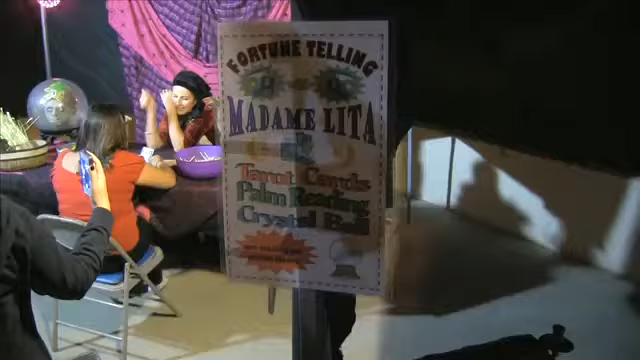 FORTUNE TELLING
MADAME LITA
Tarot Cards
Palm Reading
Crystal Ball